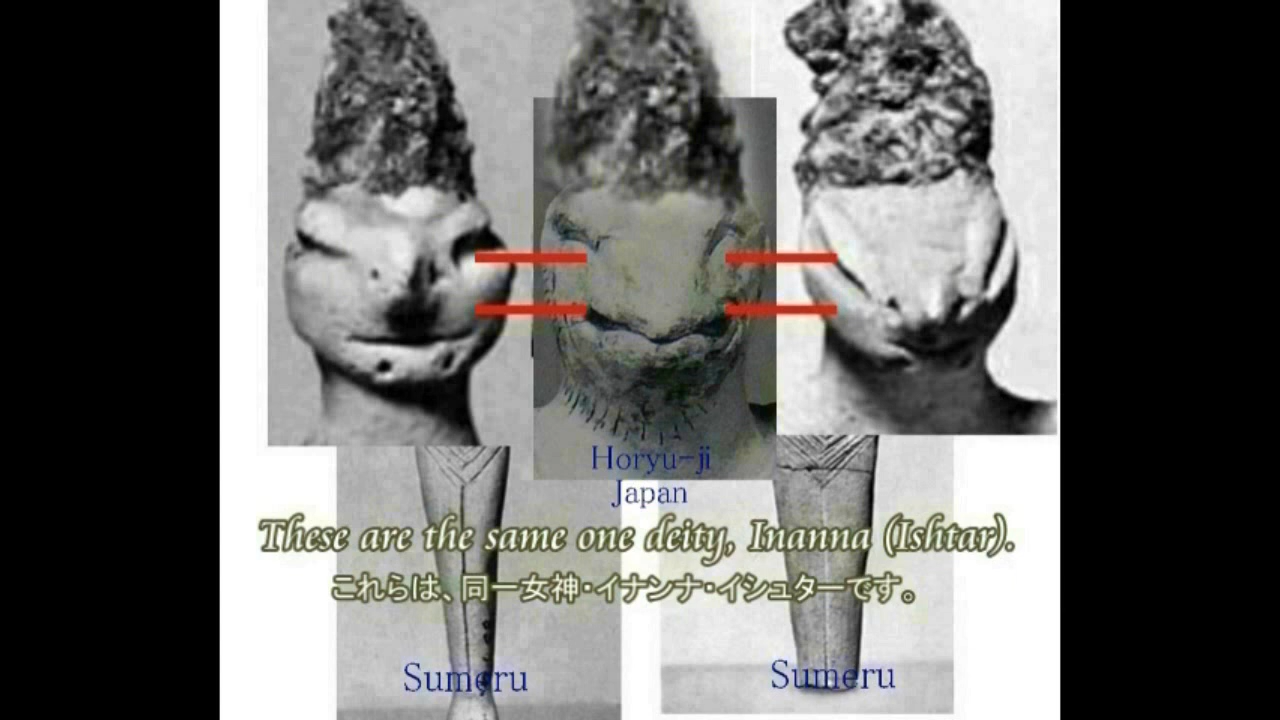 Horyu-ji
Japan
These are the same one deity, Inanna (Ishtar).
これらは、同一女神・イナンナ・イシュターです。
Sumeru
Sumeru